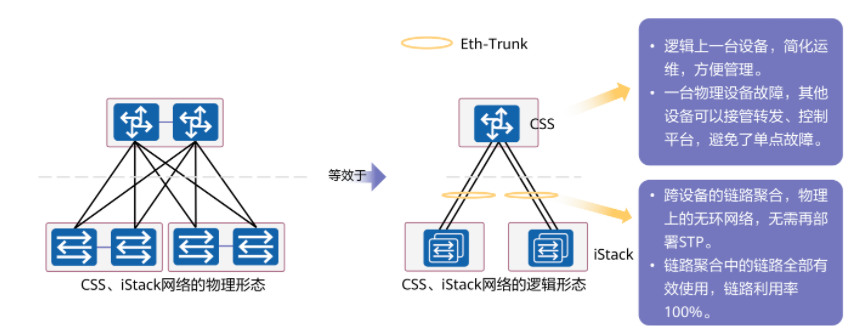 Eth-Trunk
• 逻辑上一台设备，简化运
维，方便管理。
• 一台物理设备故障，其他
设备可以接管转发、控制
平台，避免了单点故障。
CSS
等效于
• 跨设备的链路聚合，物理
上的无环网络，无需再部
署STP。
• 链路聚合中的链路全部有
效使用，链路利用率
100%。
iStack
CSS、iStack网络的物理形态
CSS、iStack网络的逻辑形态